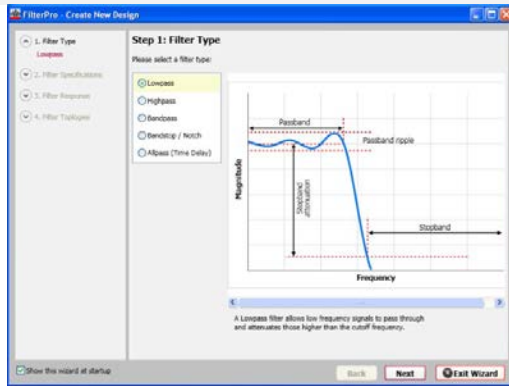 FilterPro - Create New Design
1. Filter Type
Lowpass
2. Filter Specifications
3. Filter Response
4. Filter Topology
Step 1: Filter Type
Please select a filter type:
Lowpass
Highpass
Bandpass
Bandstop / Notch
Allpass (Time Delay)
Magnitude
Passband
Passband ripple
Stopband
attenuation
Stopband
Frequency
A Lowpass filter allows low frequency signals to pass through
and attenuates those higher than the cutoff frequency.
Show this wizard at startup
Back
Next
Exit Wizard